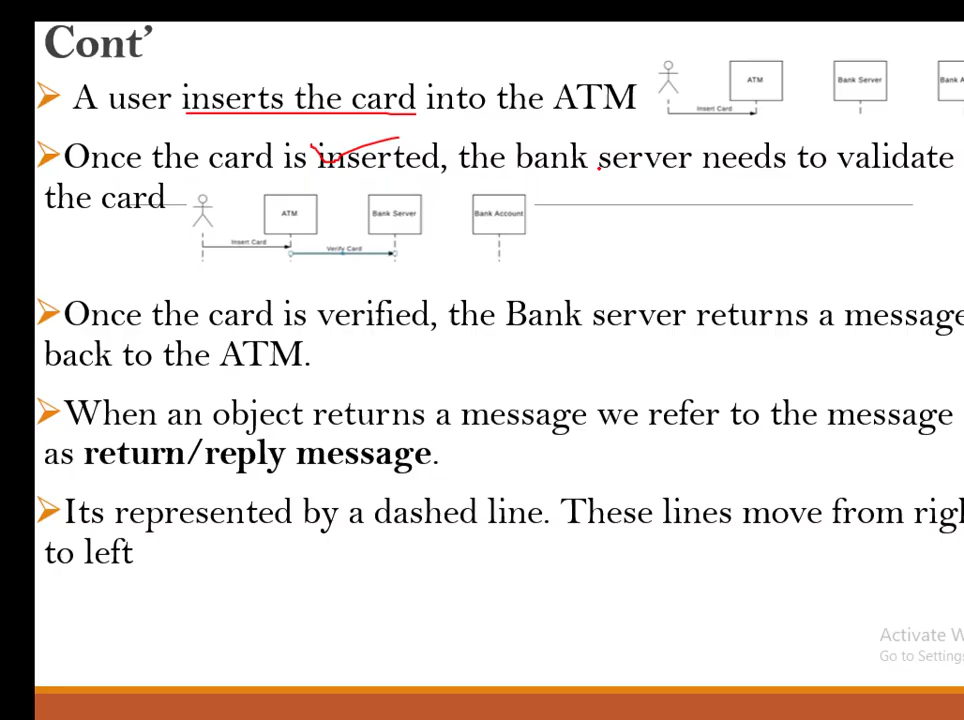 Cont’
A user inserts the card into the ATM
ATM
Bank Server
Bank A
Insert Card
Once the card is inserted, the bank server needs to validate
the card
ATM
Bank Server
Bank Account
Insert Card
Verify Card
Once the card is verified, the Bank server returns a message
back to the ATM.
When an object returns a message we refer to the message
as return/reply message.
Its represented by a dashed line. These lines move from righ
to left
Activate W
Go to Settings